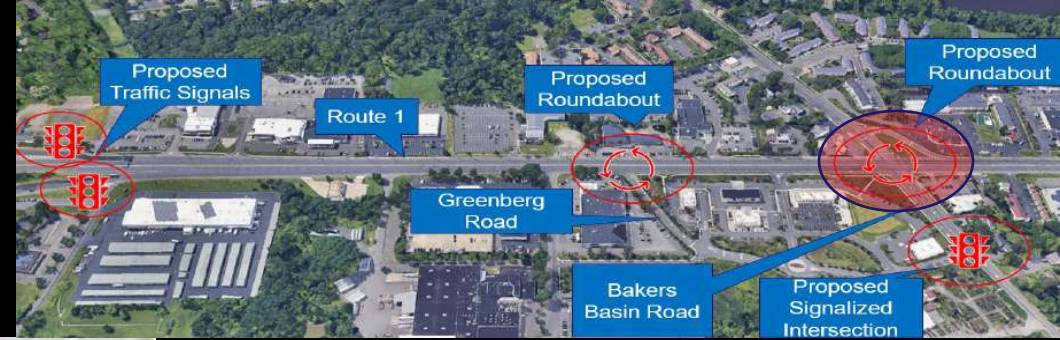 Proposed
Traffic Signals
Route 1
Proposed
Roundabout
Proposed
Roundabout
Greenberg
Road
Bakers
Basin Road
Proposed
Signalized
Intersection